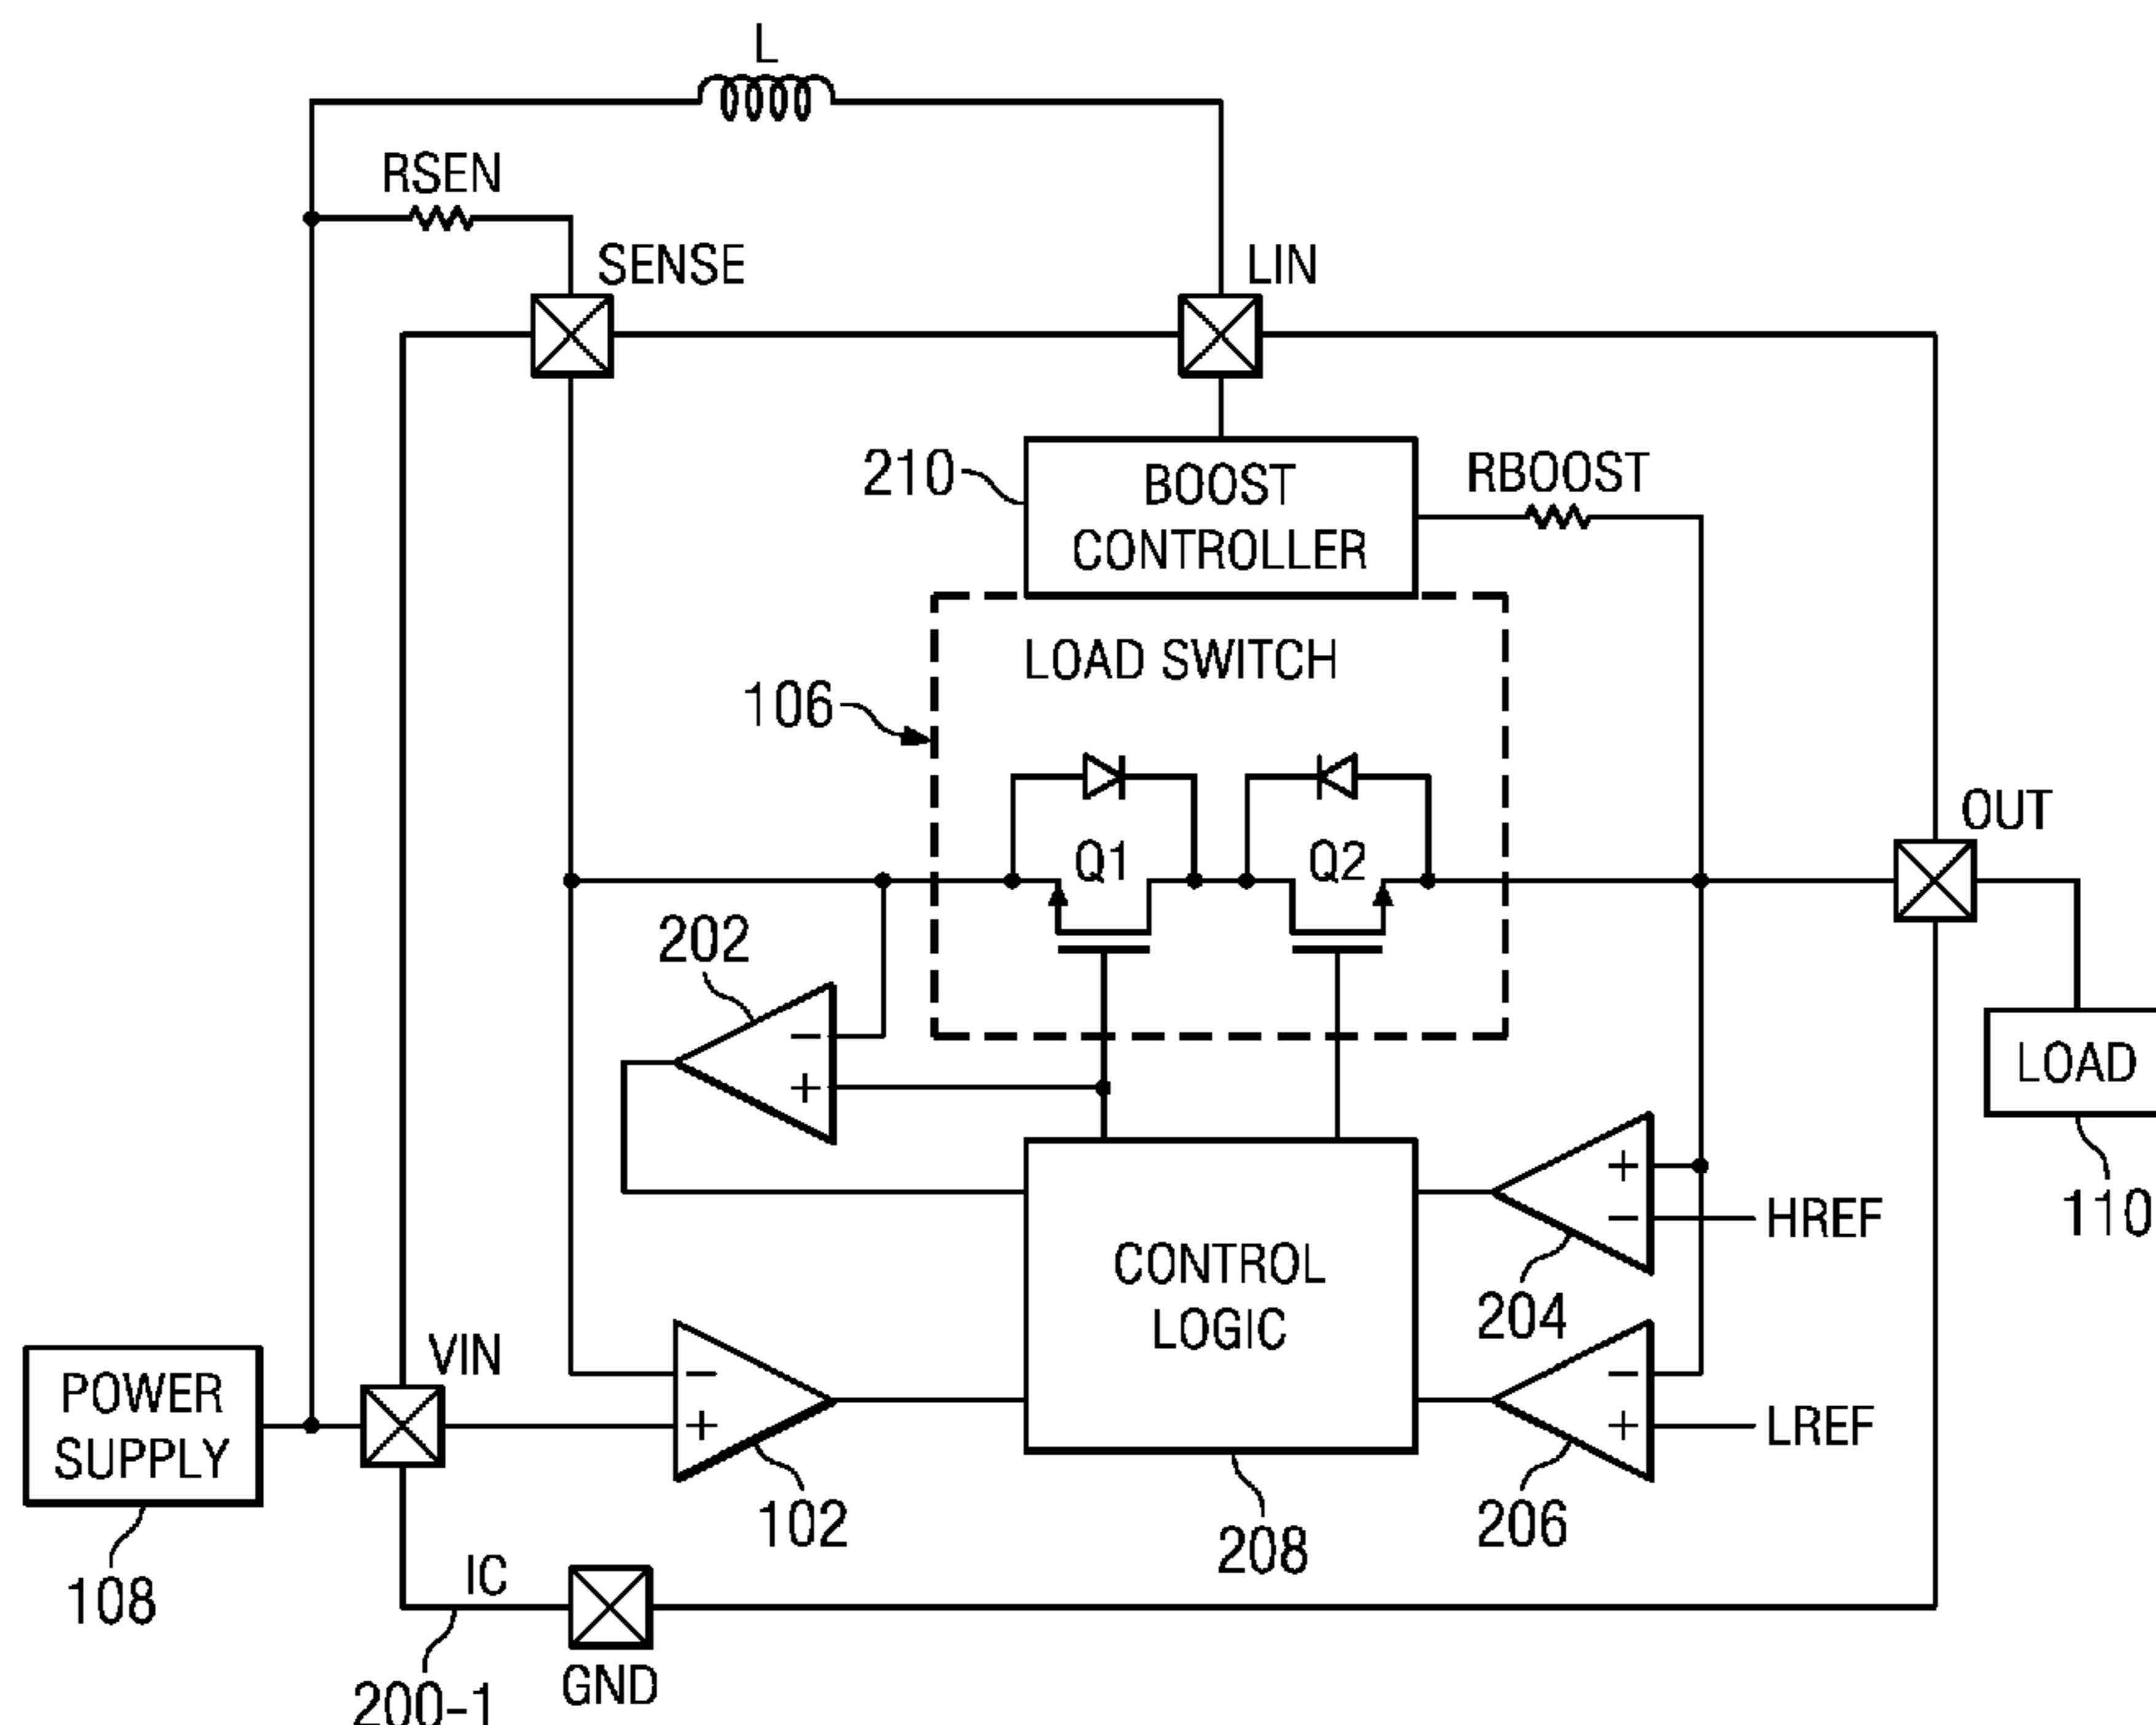 L
RSEN
SENSE
LIN
210
BOOST
CONTROLLER
RBOOST
LOAD SWITCH
106
OUT
Q1
Q2
202
−
+
LOAD
110
+
−
HREF
204
CONTROL
LOGIC
VIN
POWER
SUPPLY
−
+
−
+
LREF
102
208
206
108
IC
200-1
GND